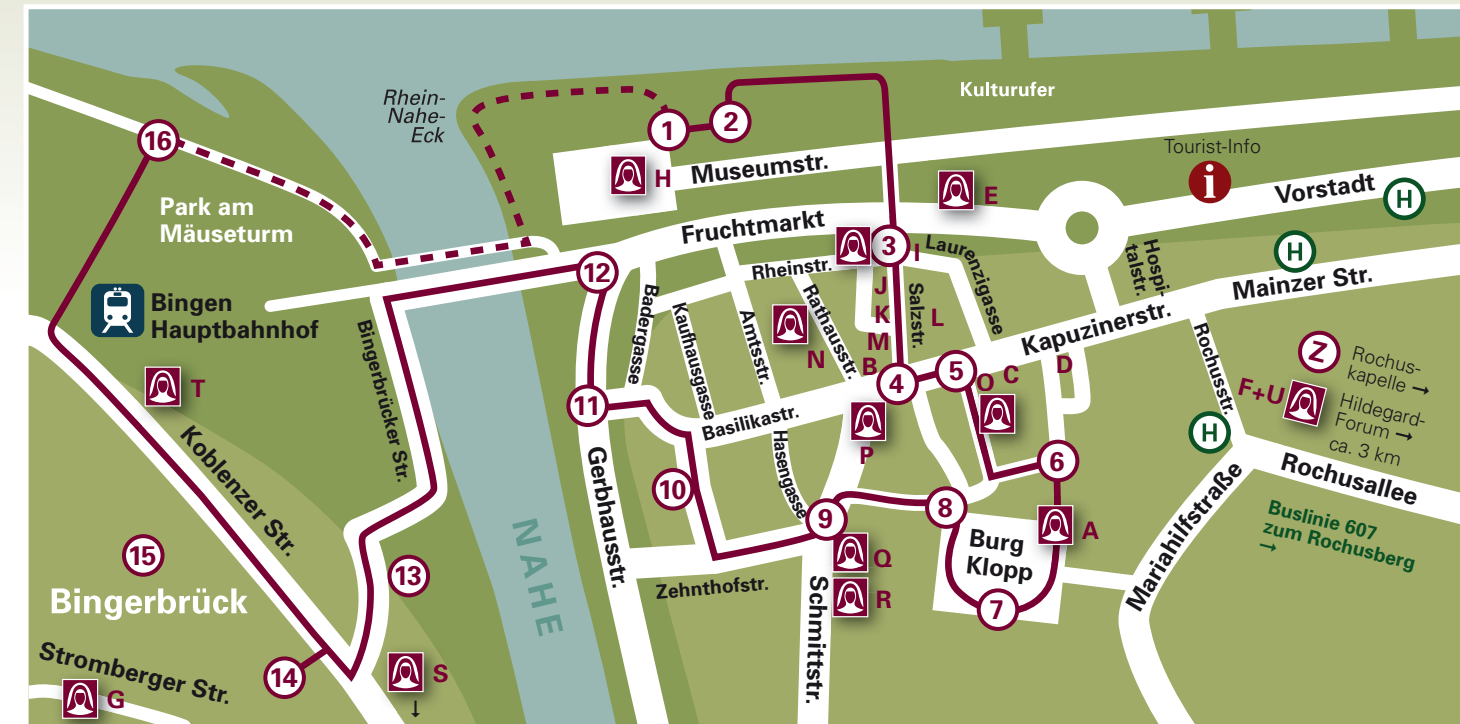 Rhein-
Nahe-
Eck
Kulturufer
1
2
16
H
Museumstr.
E
Tourist-Info
i
Vorstadt
H
Park am
Mäuseturm
Fruchtmarkt
3
I
Laurenzigasse
Hospi-
talstr.
H
Mainzer Str.
12
Rheinstr.
Bingen
Hauptbahnhof
Bingerbrücker Str.
Badergasse
Kaufhausgasse
Amtsstr.
Rathausstr.
N
J
K
M
B
Salzstr.
L
Kapuzinerstr.
Rochusstr.
Z
Rochus-
kapelle →
F+U
Hildegard-
Forum →
ca. 3 km
T
4
5
O
C
D
11
Basilikastr.
P
H
Koblenzer Str.
Gerbhausstr.
10
Hasengasse
6
Rochusallee
9
8
A
Mariahilfstraße
Buslinie 607
zum Rochusberg
→
NAHE
Burg
Klopp
15
Bingerbrück
13
Q
Zehnthofstr.
R
Schmittstr.
7
Stromberger Str.
14
S
↓
G